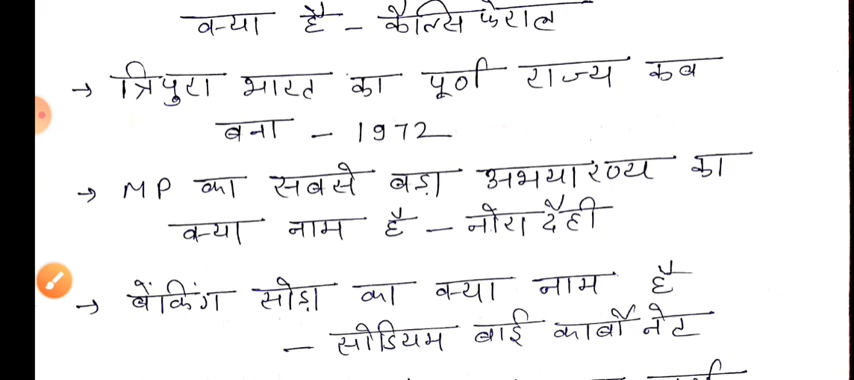 क्या है - कैल्सिफेराल
→ त्रिपुरा भारत का पूर्ण राज्य कब
बना - 1972
→ MP का सबसे बड़ा अभयारण्य का
क्या नाम है - नोरादेही
→ बेंकिंग सोडा का क्या नाम है
- सोडियम बाई कार्बोनेट